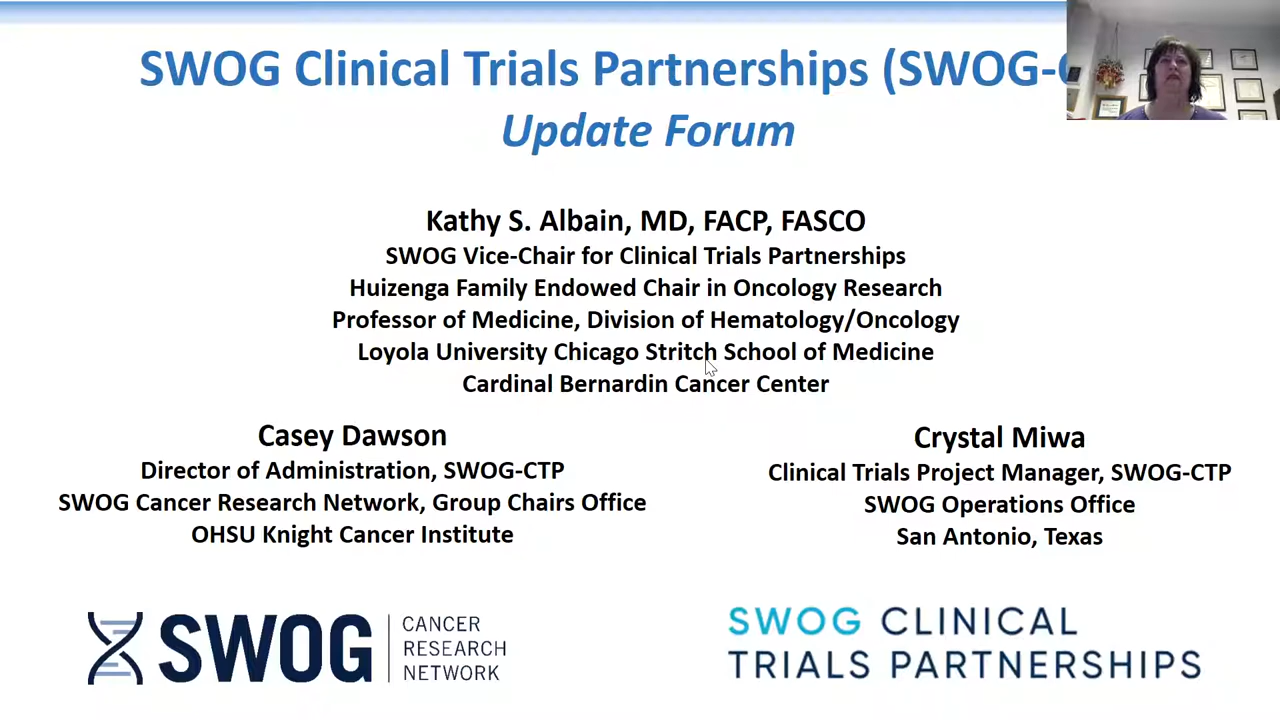 SWOG Clinical Trials Partnerships (SWOG-
Update Forum
Kathy S. Albain, MD, FACP, FASCO
SWOG Vice-Chair for Clinical Trials Partnerships
Huizenga Family Endowed Chair in Oncology Research
Professor of Medicine, Division of Hematology/Oncology
Loyola University Chicago Stritch School of Medicine
Cardinal Bernardin Cancer Center
Casey Dawson
Director of Administration, SWOG-CTP
SWOG Cancer Research Network, Group Chairs Office
OHSU Knight Cancer Institute
Crystal Miwa
Clinical Trials Project Manager, SWOG-CTP
SWOG Operations Office
San Antonio, Texas
SWOG
CANCER
RESEARCH
NETWORK
SWOG CLINICAL
TRIALS PARTNERSHIPS